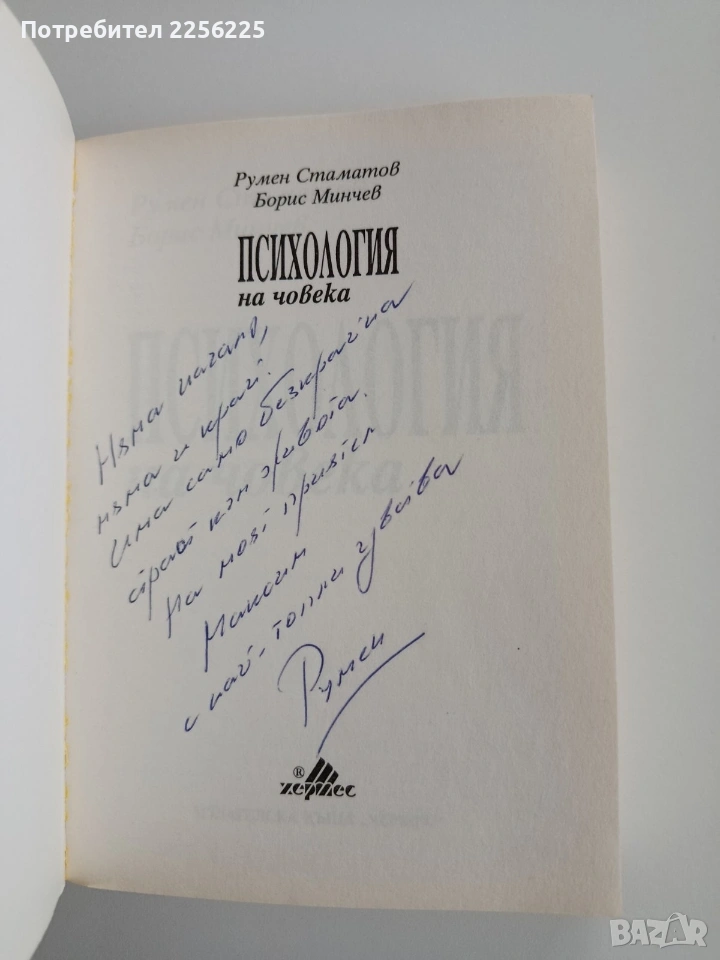 Потребител 2256225
Румен Стаматов
Борис Минчев
ПСИХОЛОГИЯ
на човека
Няма начало,
няма и край.
Има само безкрайна
страст към живота.
На моя приятел
Максим
с най-топли чувства
Румен
®
хермес
BAZAR